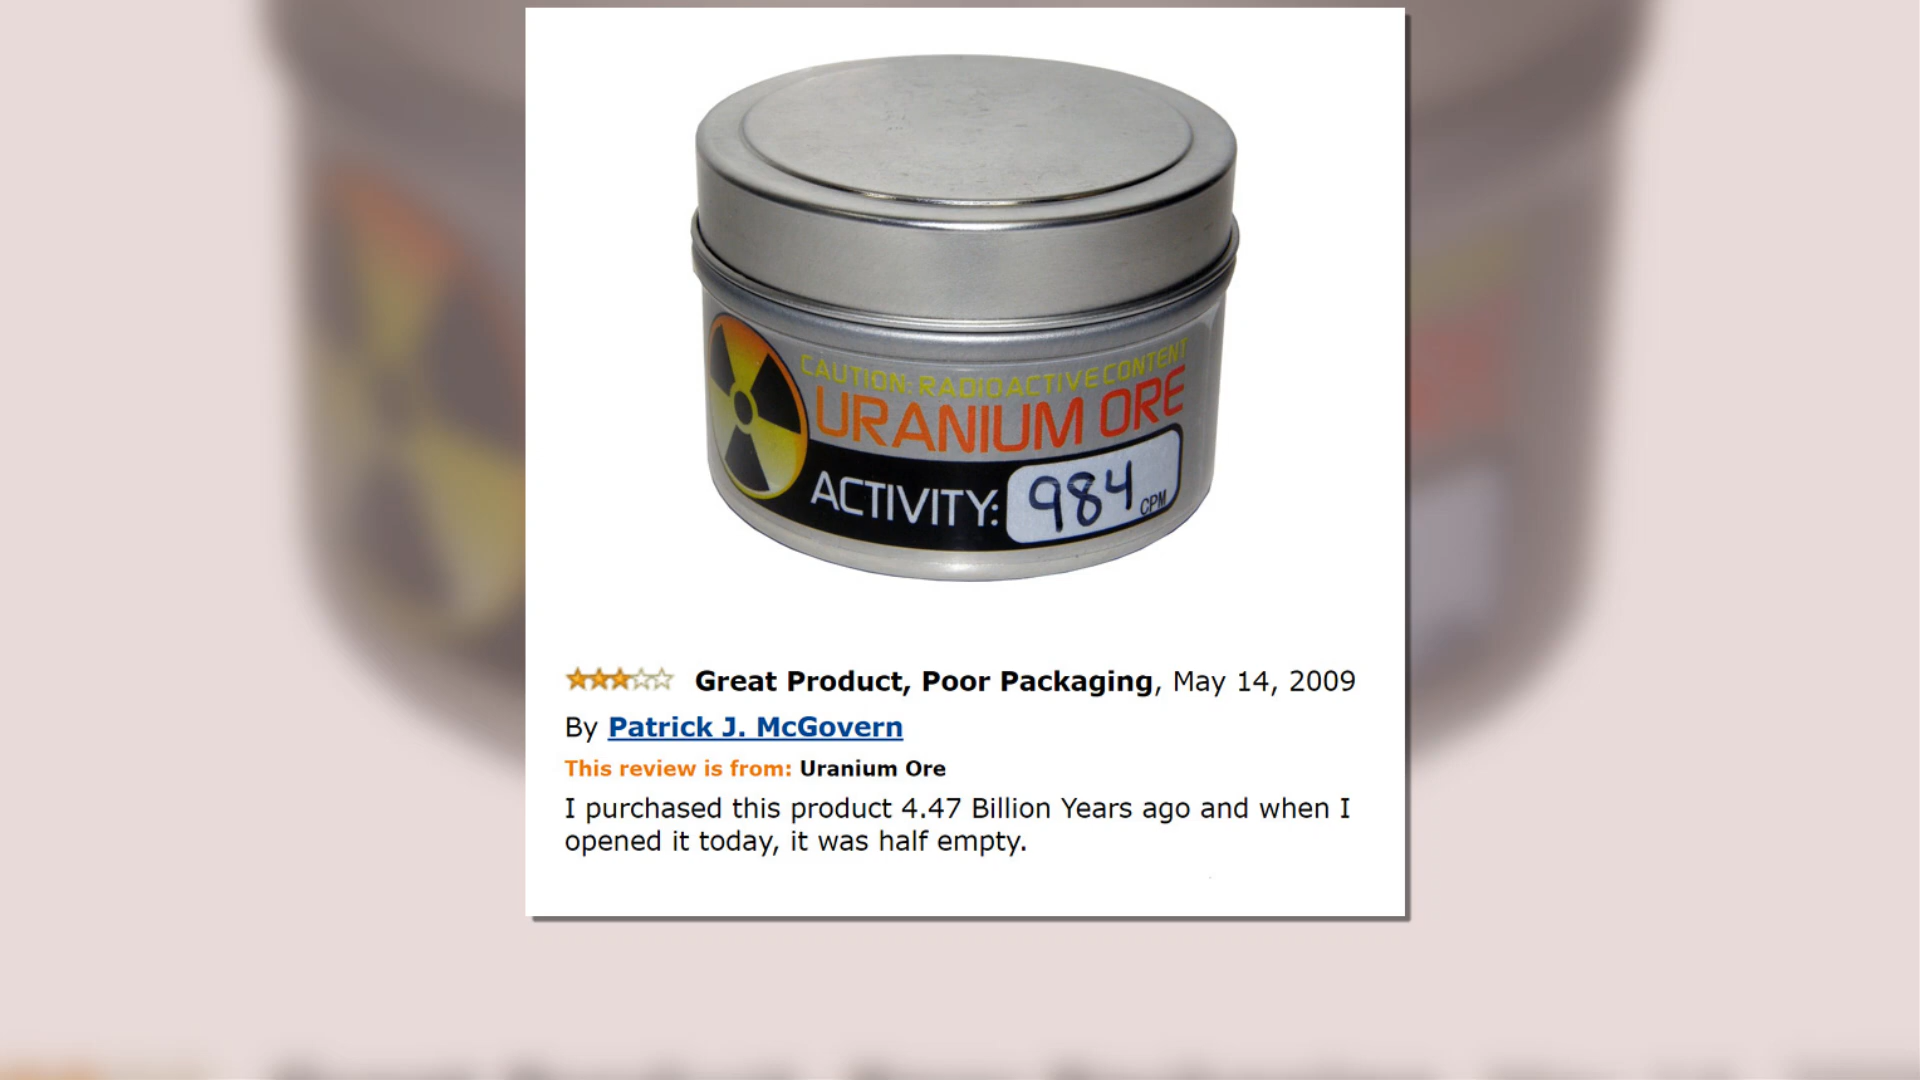 CAUTION: RADIOACTIVE CONTENT
URANIUM ORE
ACTIVITY: 984 CPM
Great Product, Poor Packaging, May 14, 2009
By Patrick J. McGovern
This review is from: Uranium Ore
I purchased this product 4.47 Billion Years ago and when I
opened it today, it was half empty.